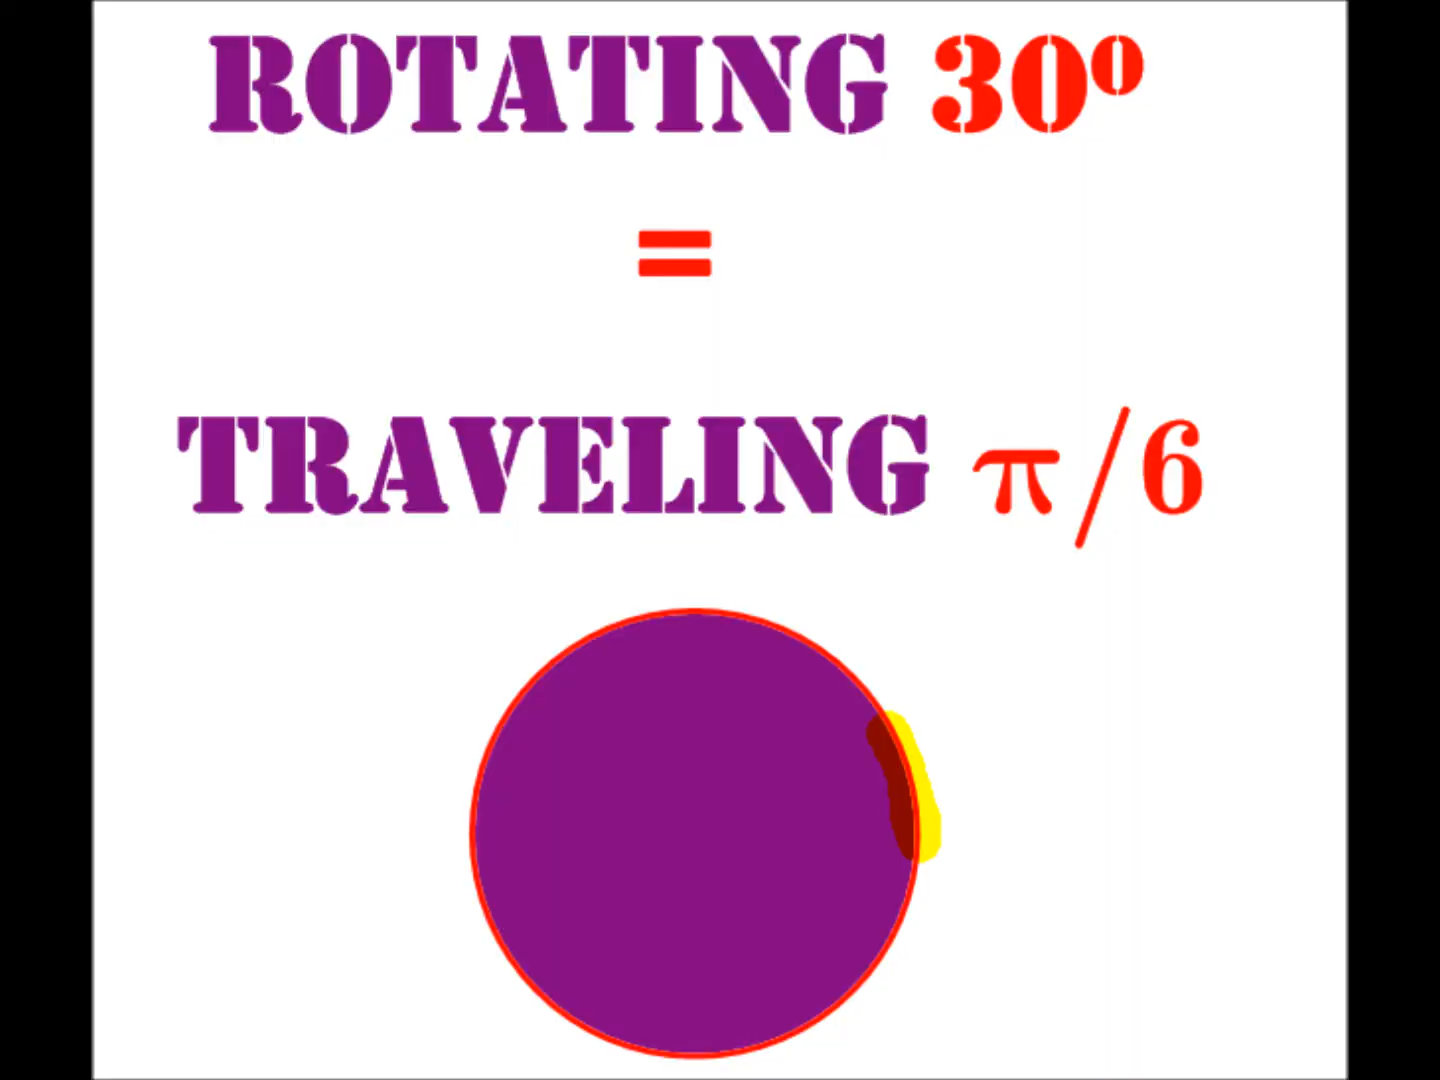 ROTATING 30º
=
TRAVELING π/6